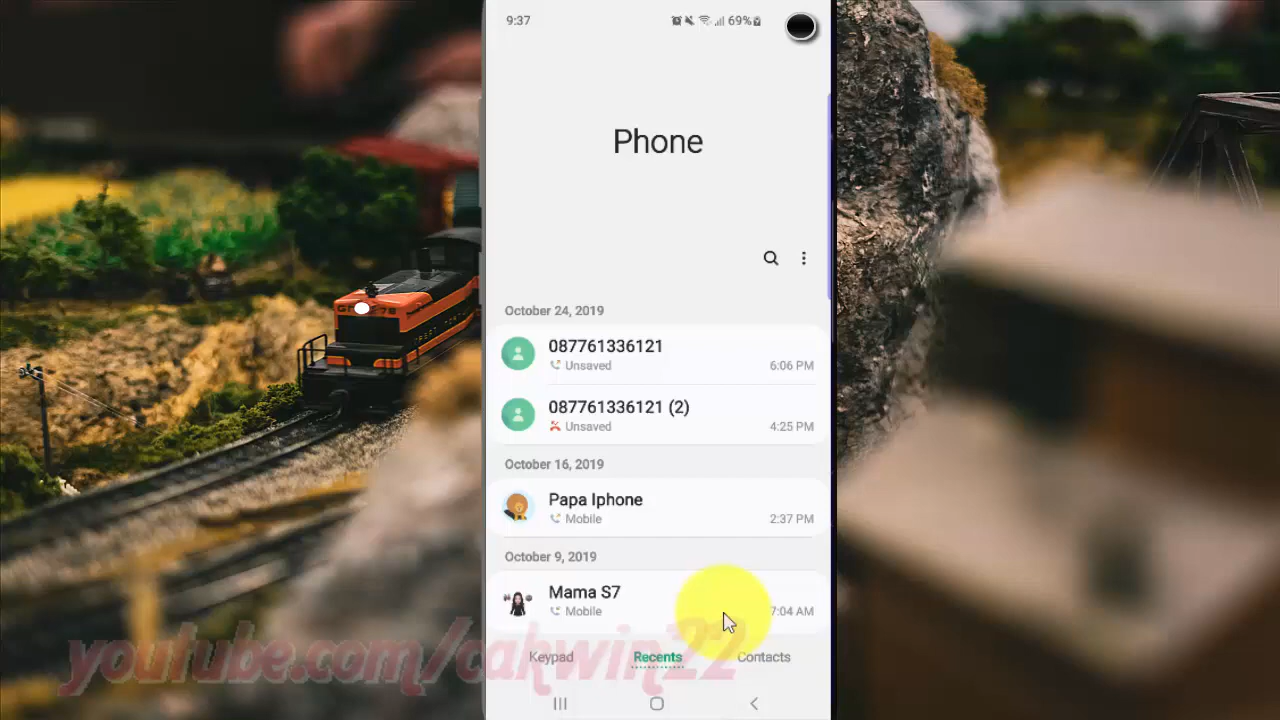 9:37
69%
Phone
October 24, 2019
087761336121
Unsaved
6:06 PM
087761336121 (2)
Unsaved
4:25 PM
October 16, 2019
Papa Iphone
Mobile
2:37 PM
October 9, 2019
Mama S7
Mobile
7:04 AM
Keypad
Recents
Contacts
youtube.com/cakwin22